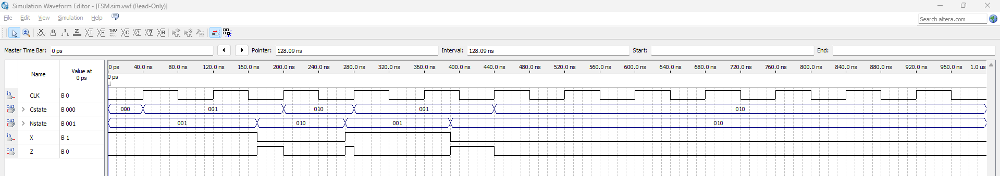 Simulation Waveform Editor - [FSM.sim.vwf (Read-Only)]
File Edit View Simulation Help
Search altera.com
Master Time Bar: 0 ps Pointer: 128.09 ns Interval: 128.09 ns Start: End:
Name Value at 0 ps
0 ps 40.0 ns 80.0 ns 120.0 ns 160.0 ns 200.0 ns 240.0 ns 280.0 ns 320.0 ns 360.0 ns 400.0 ns 440.0 ns 480.0 ns 520.0 ns 560.0 ns 600.0 ns 640.0 ns 680.0 ns 720.0 ns 760.0 ns 800.0 ns 840.0 ns 880.0 ns 920.0 ns 960.0 ns 1.0 us
0 ps
in CLK B 0
out Cstate B 000 000 001 010 001 010
out Nstate B 001 001 010 001 010
in X B 1
out Z B 0